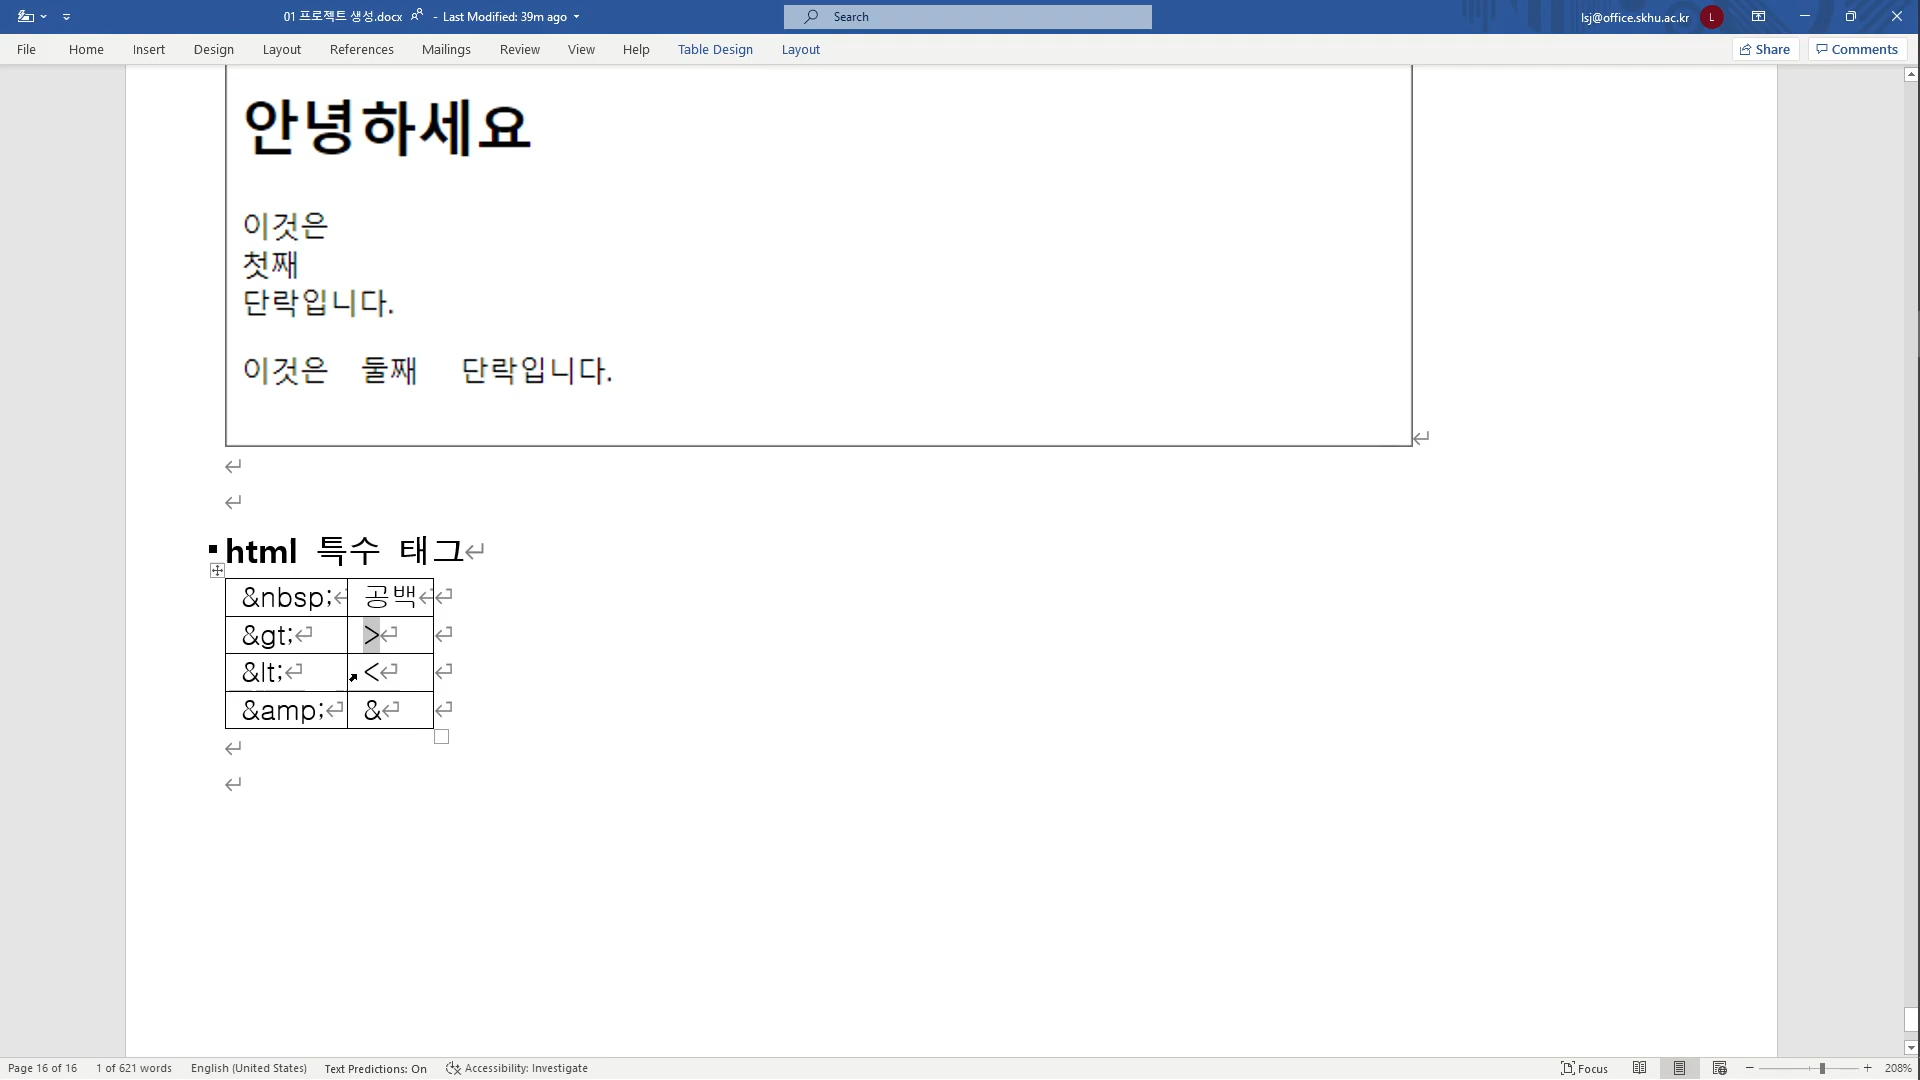 01 프로젝트 생성.docx - Last Modified: 39m ago
Search
lsj@office.skhu.ac.kr L
File Home Insert Design Layout References Mailings Review View Help Table Design Layout
Share Comments
안녕하세요
이것은
첫째
단락입니다.
이것은 둘째 단락입니다.
html 특수 태그
&nbsp; 공백
&gt; >
&lt; <
&amp; &
Page 16 of 16 1 of 621 words English (United States) Text Predictions: On Accessibility: Investigate Focus 208%